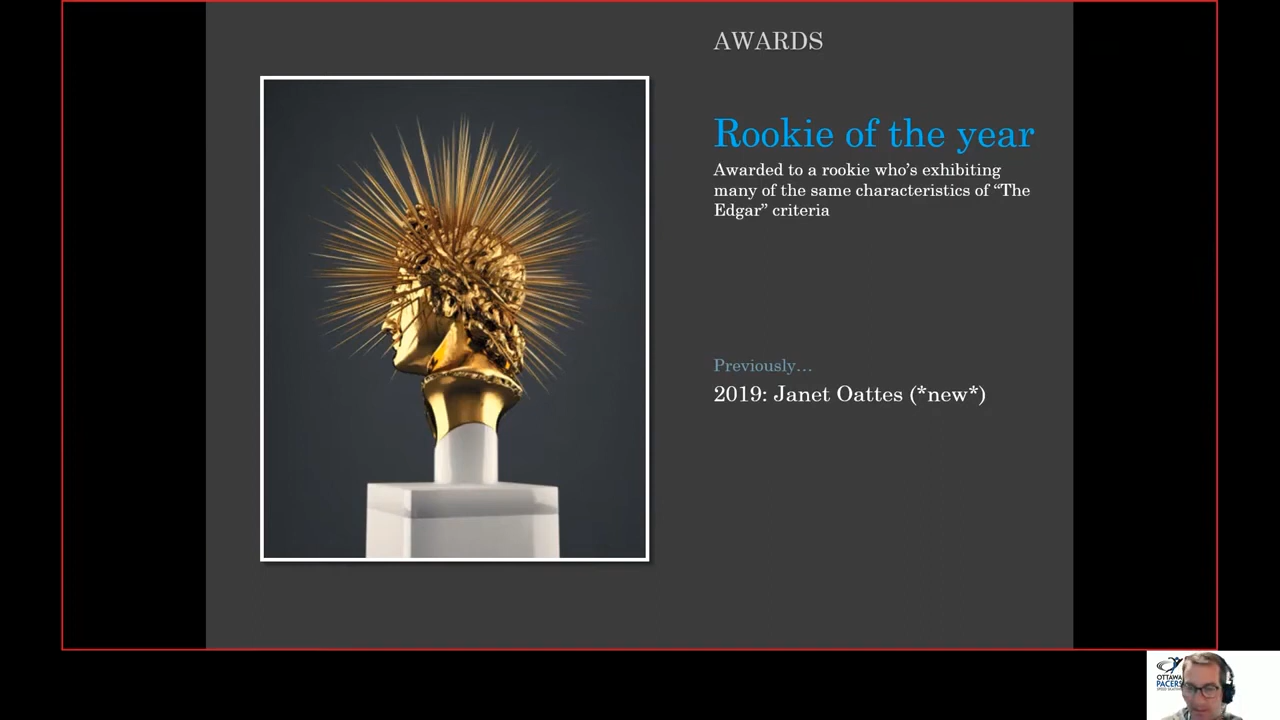 AWARDS
Rookie of the year
Awarded to a rookie who’s exhibiting
many of the same characteristics of “The
Edgar” criteria
Previously…
2019: Janet Oattes (*new*)
OTTAWA
PACERS